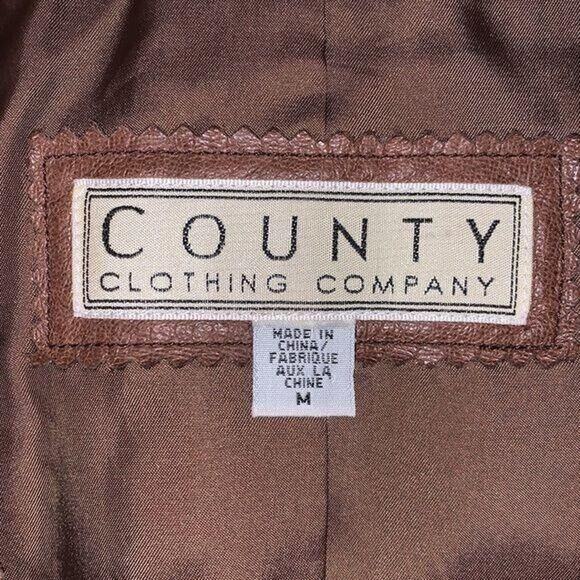 COUNTY
CLOTHING COMPANY
MADE IN
CHINA/
FABRIQUE
AUX LA
CHINE
M